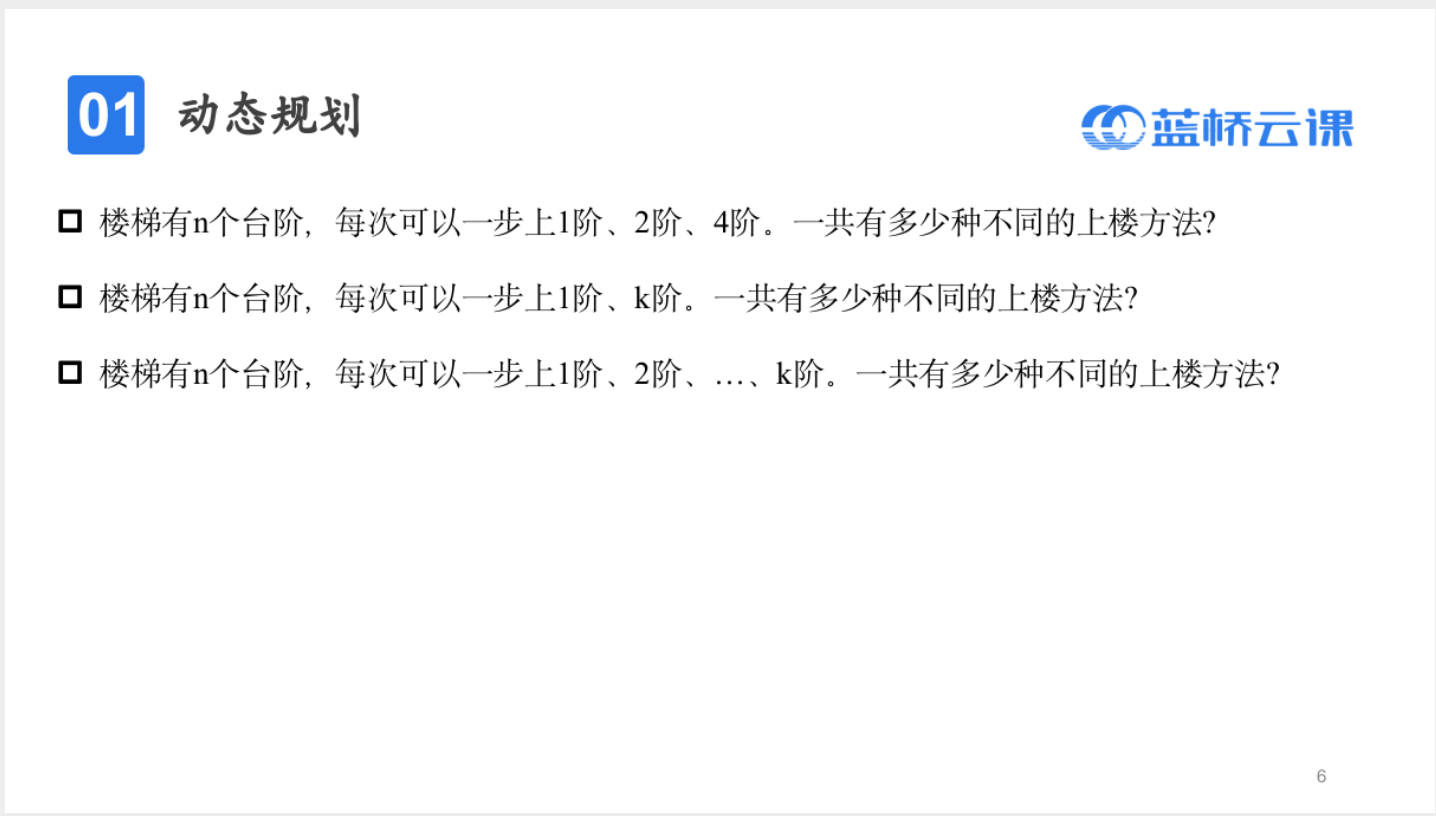 01 动态规划
蓝桥云课
楼梯有n个台阶，每次可以一步上1阶、2阶、4阶。一共有多少种不同的上楼方法?
楼梯有n个台阶，每次可以一步上1阶、k阶。一共有多少种不同的上楼方法?
楼梯有n个台阶，每次可以一步上1阶、2阶、…、k阶。一共有多少种不同的上楼方法?
6